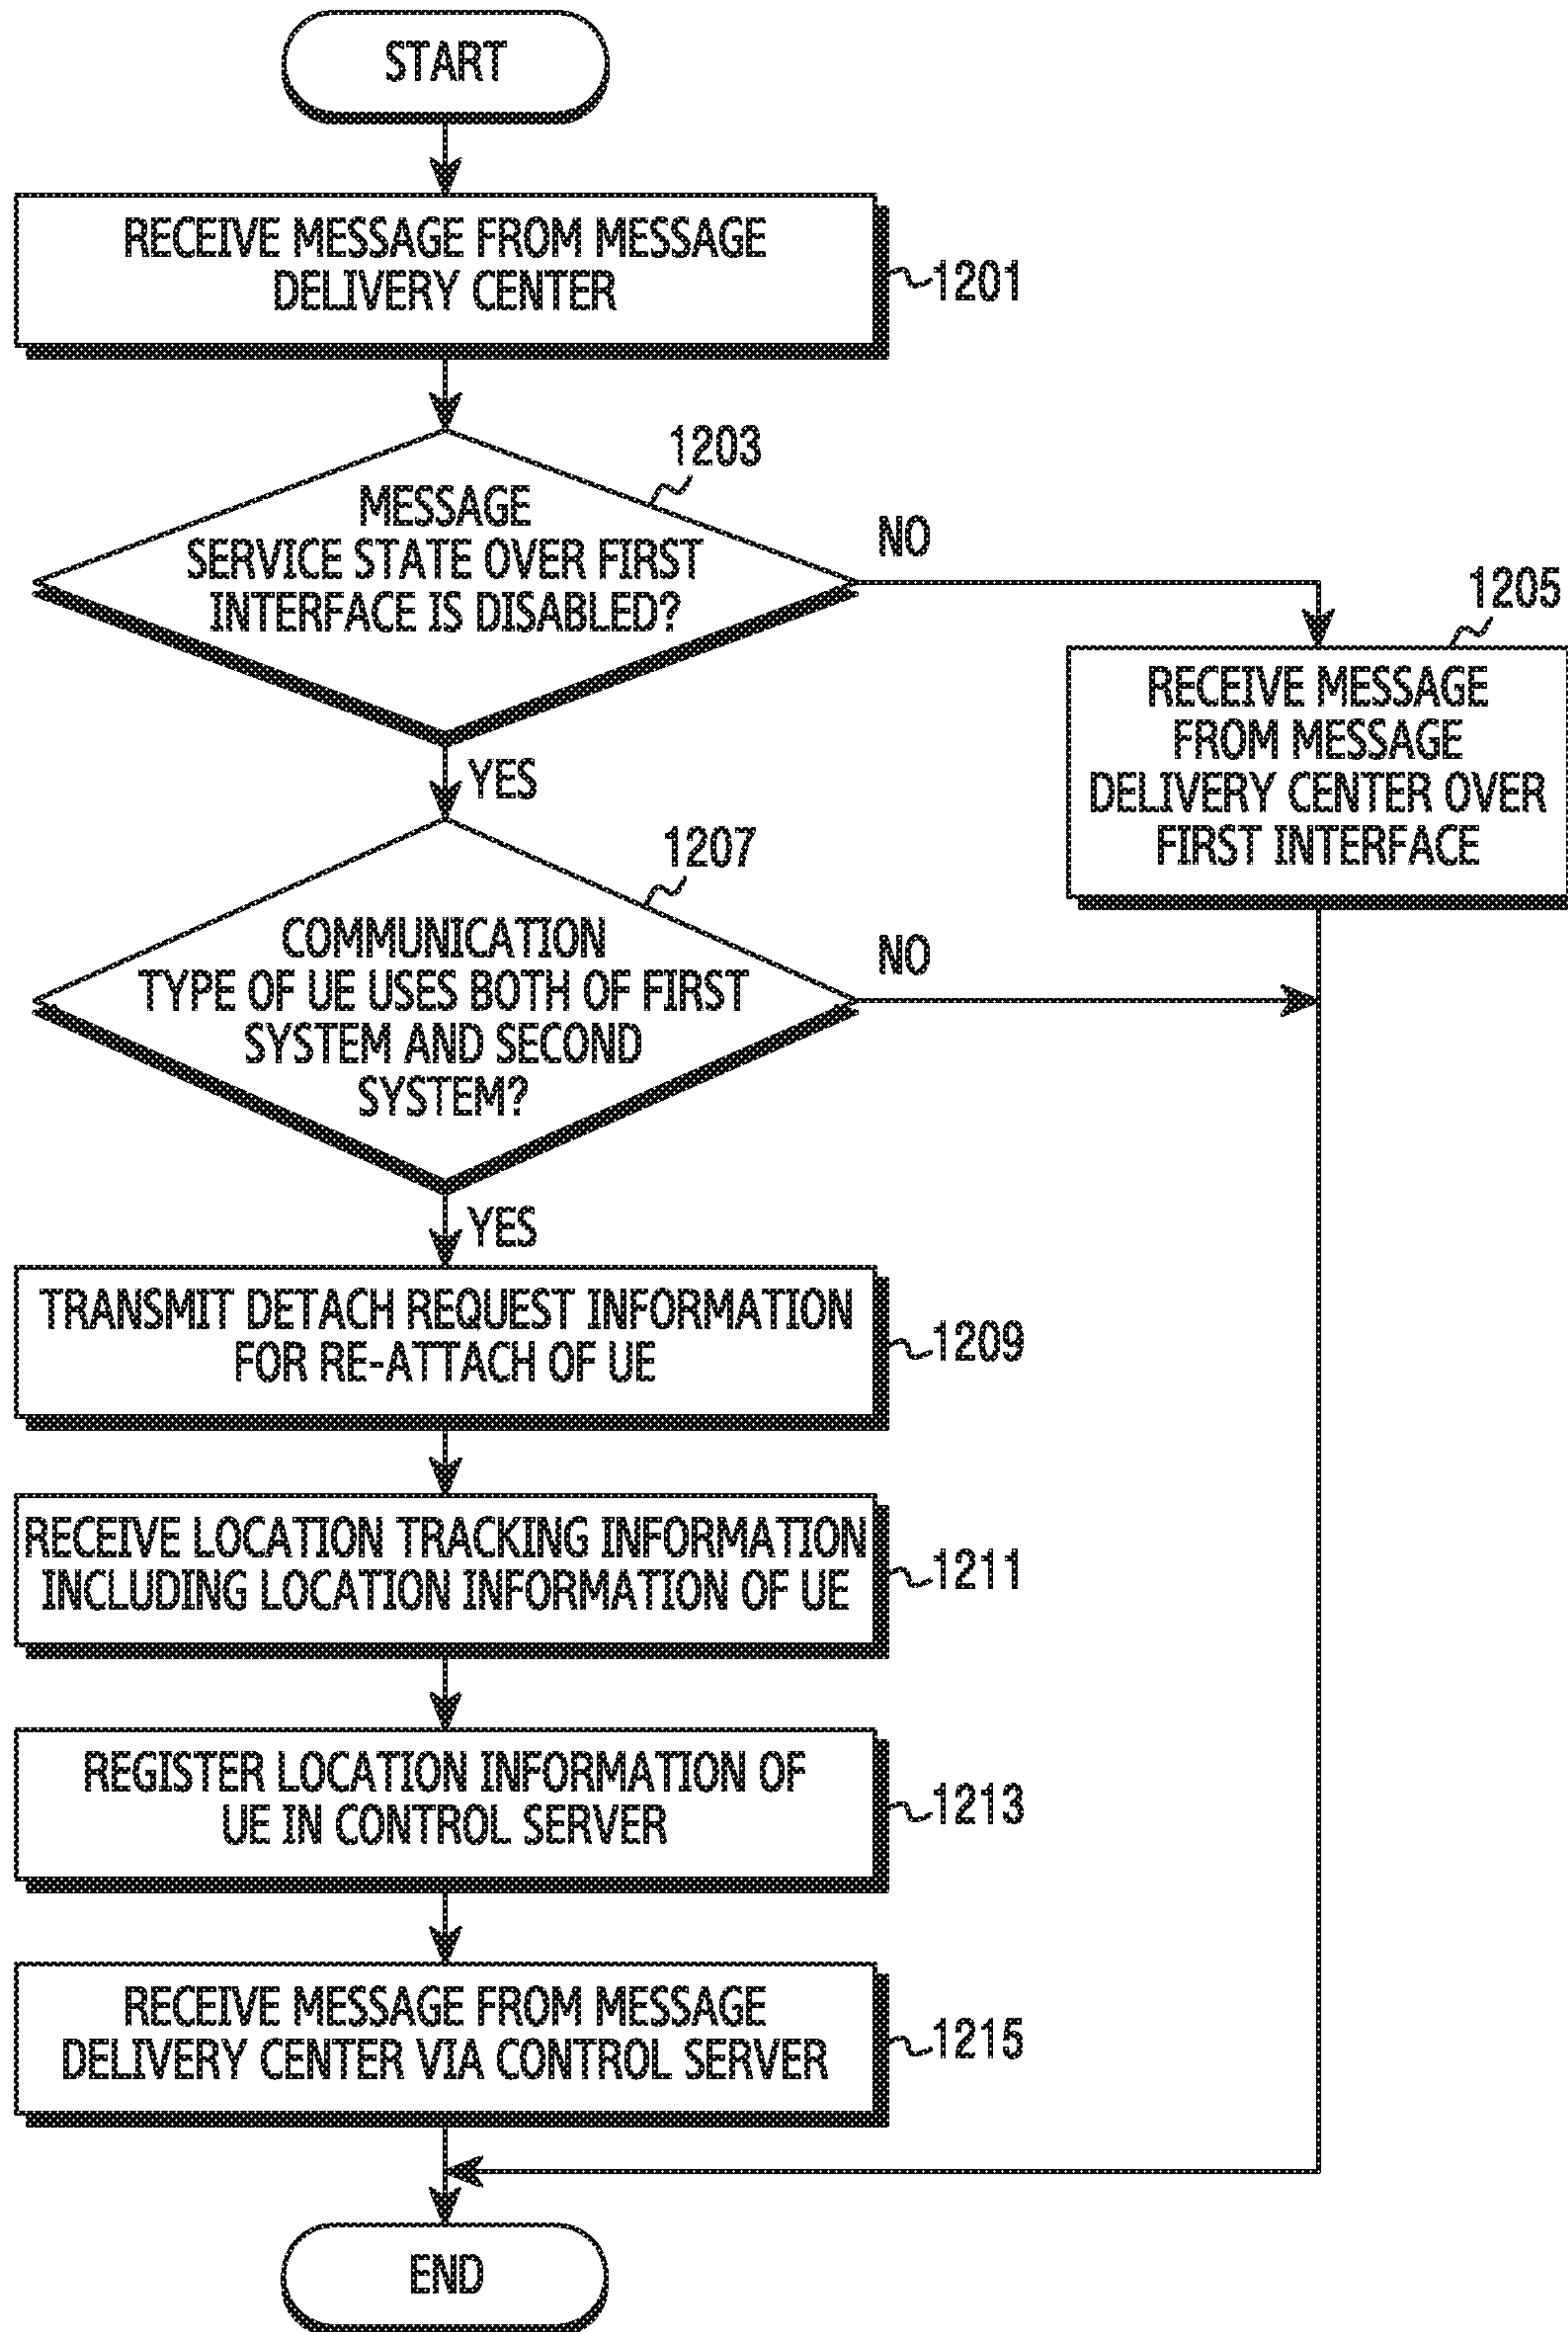 START
RECEIVE MESSAGE FROM MESSAGE
DELIVERY CENTER
1201
1203
MESSAGE
SERVICE STATE OVER FIRST
INTERFACE IS DISABLED?
NO
YES
1205
RECEIVE MESSAGE
FROM MESSAGE
DELIVERY CENTER OVER
FIRST INTERFACE
1207
COMMUNICATION
TYPE OF UE USES BOTH OF FIRST
SYSTEM AND SECOND
SYSTEM?
NO
YES
TRANSMIT DETACH REQUEST INFORMATION
FOR RE-ATTACH OF UE
1209
RECEIVE LOCATION TRACKING INFORMATION
INCLUDING LOCATION INFORMATION OF UE
1211
REGISTER LOCATION INFORMATION OF
UE IN CONTROL SERVER
1213
RECEIVE MESSAGE FROM MESSAGE
DELIVERY CENTER VIA CONTROL SERVER
1215
END